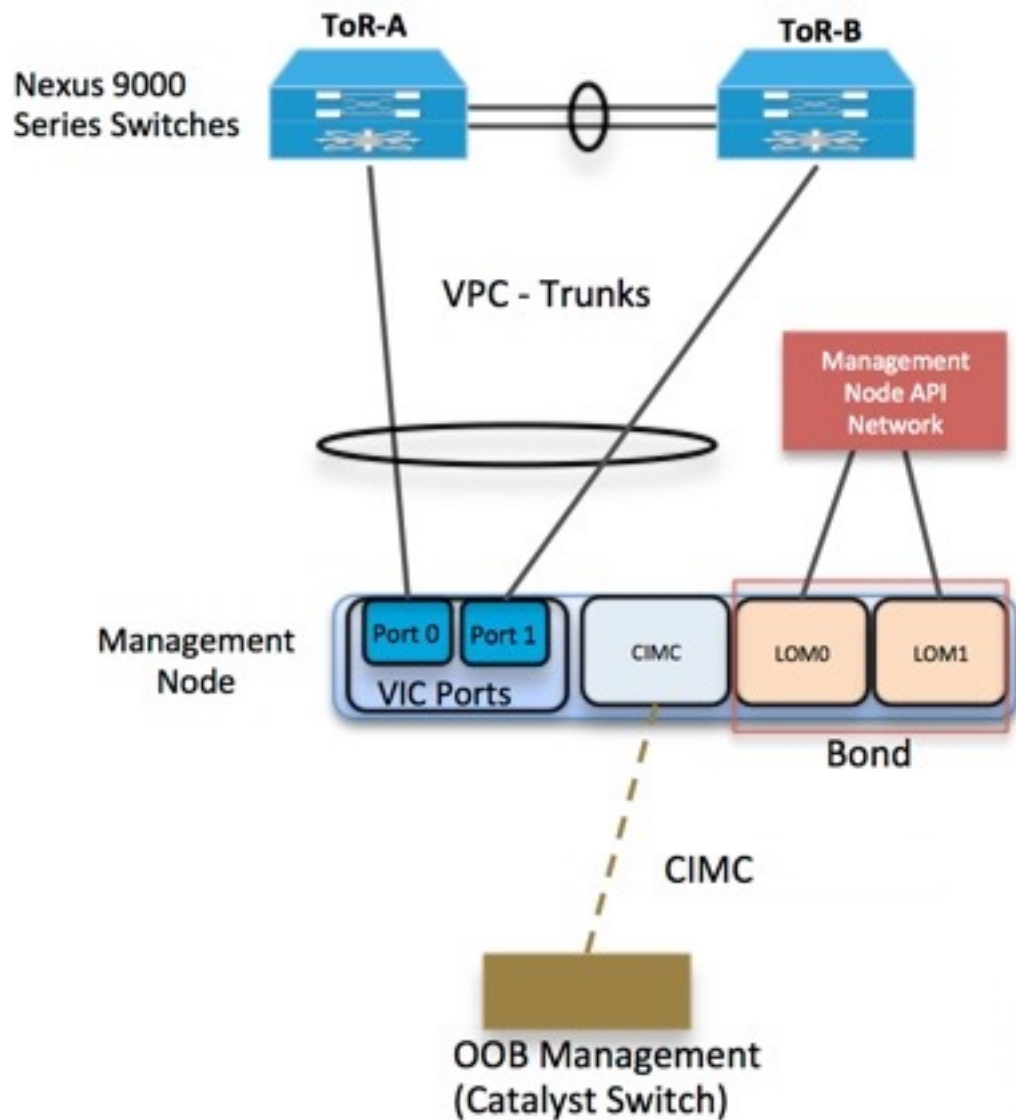 ToR-A
ToR-B
Nexus 9000
Series Switches
VPC - Trunks
Management
Node API
Network
Management
Node
Port 0
Port 1
VIC Ports
CIMC
LOM0
LOM1
Bond
CIMC
OOB Management
(Catalyst Switch)